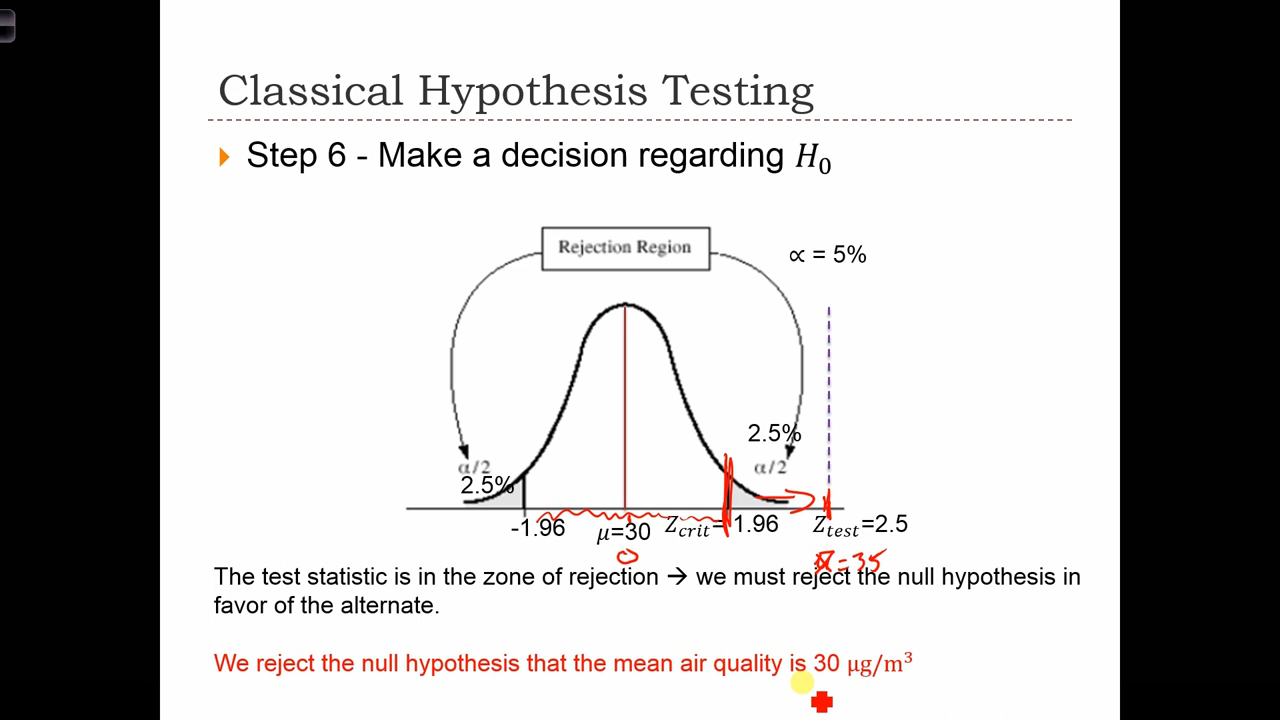 Classical Hypothesis Testing
Step 6 - Make a decision regarding H₀
Rejection Region
∝ = 5%
2.5%
α/2
α/2
2.5%
-1.96
μ=30
Z_crit= 1.96
Z_test=2.5
0
x̄=35
The test statistic is in the zone of rejection → we must reject the null hypothesis in
favor of the alternate.
We reject the null hypothesis that the mean air quality is 30 μg/m³